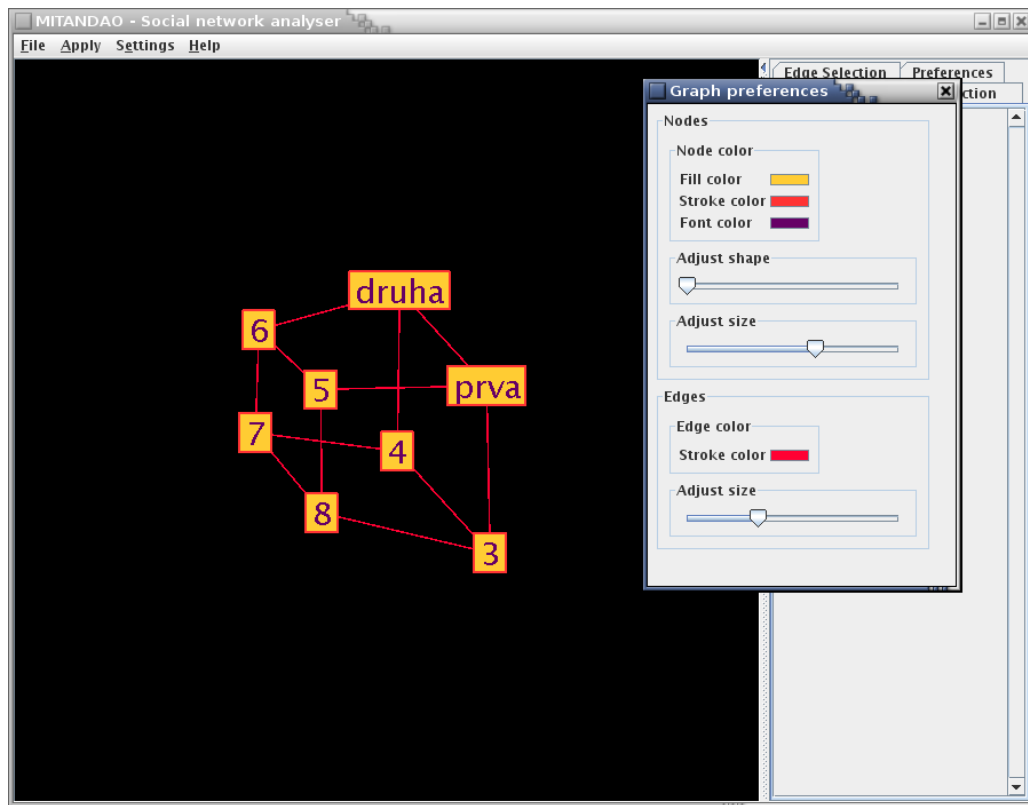 MITANDAO - Social network analyser
File Apply Settings Help
Edge Selection Preferences
ction
Graph preferences
Nodes
Node color
Fill color
Stroke color
Font color
Adjust shape
Adjust size
Edges
Edge color
Stroke color
Adjust size
druha
6
5
prva
7
4
8
3